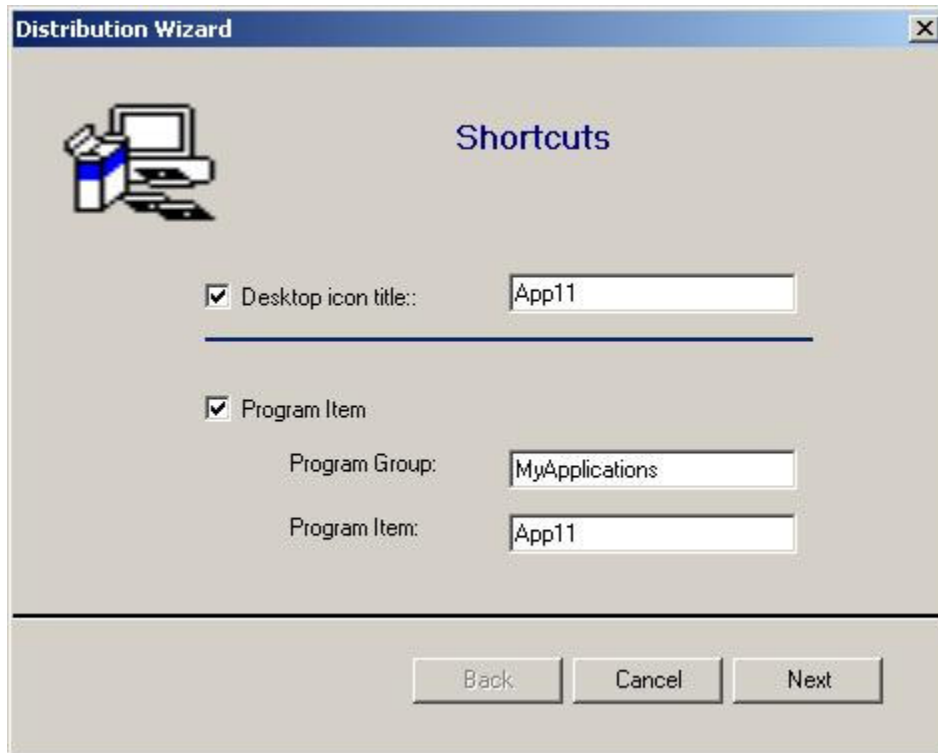 Distribution Wizard
Shortcuts
Desktop icon title:: App11
Program Item
Program Group: MyApplications
Program Item: App11
Back Cancel Next